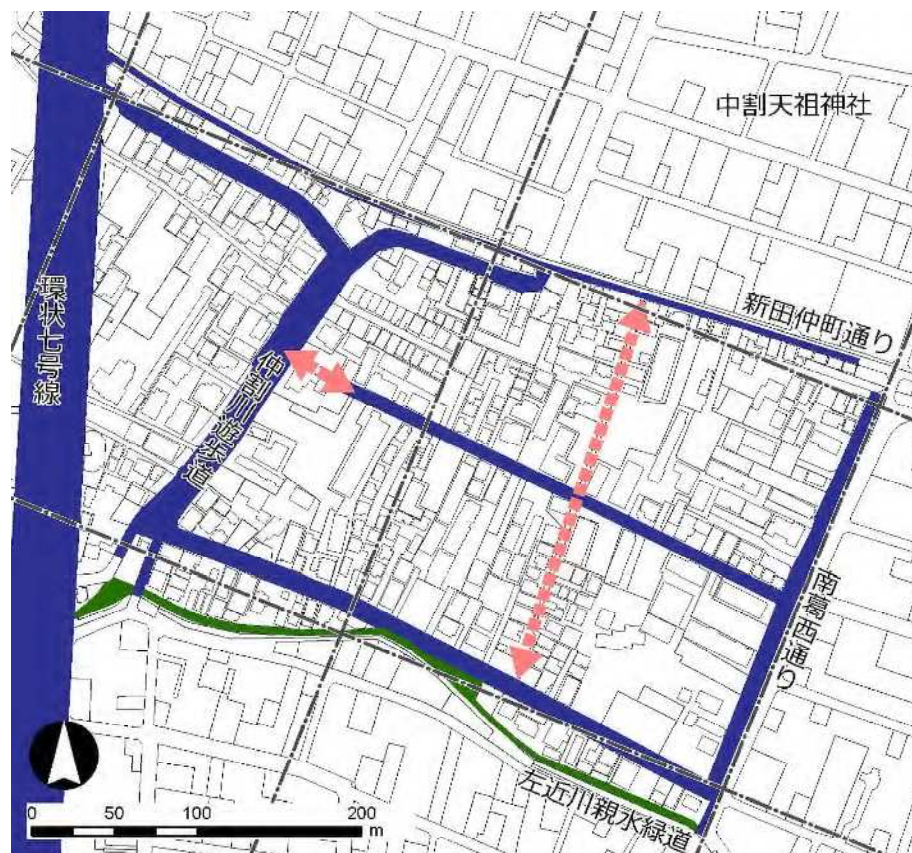 中割天祖神社
新田仲町通り
環状七号線
仲割川遊歩道
南葛西通り
左近川親水緑道
0 50 100 200
m